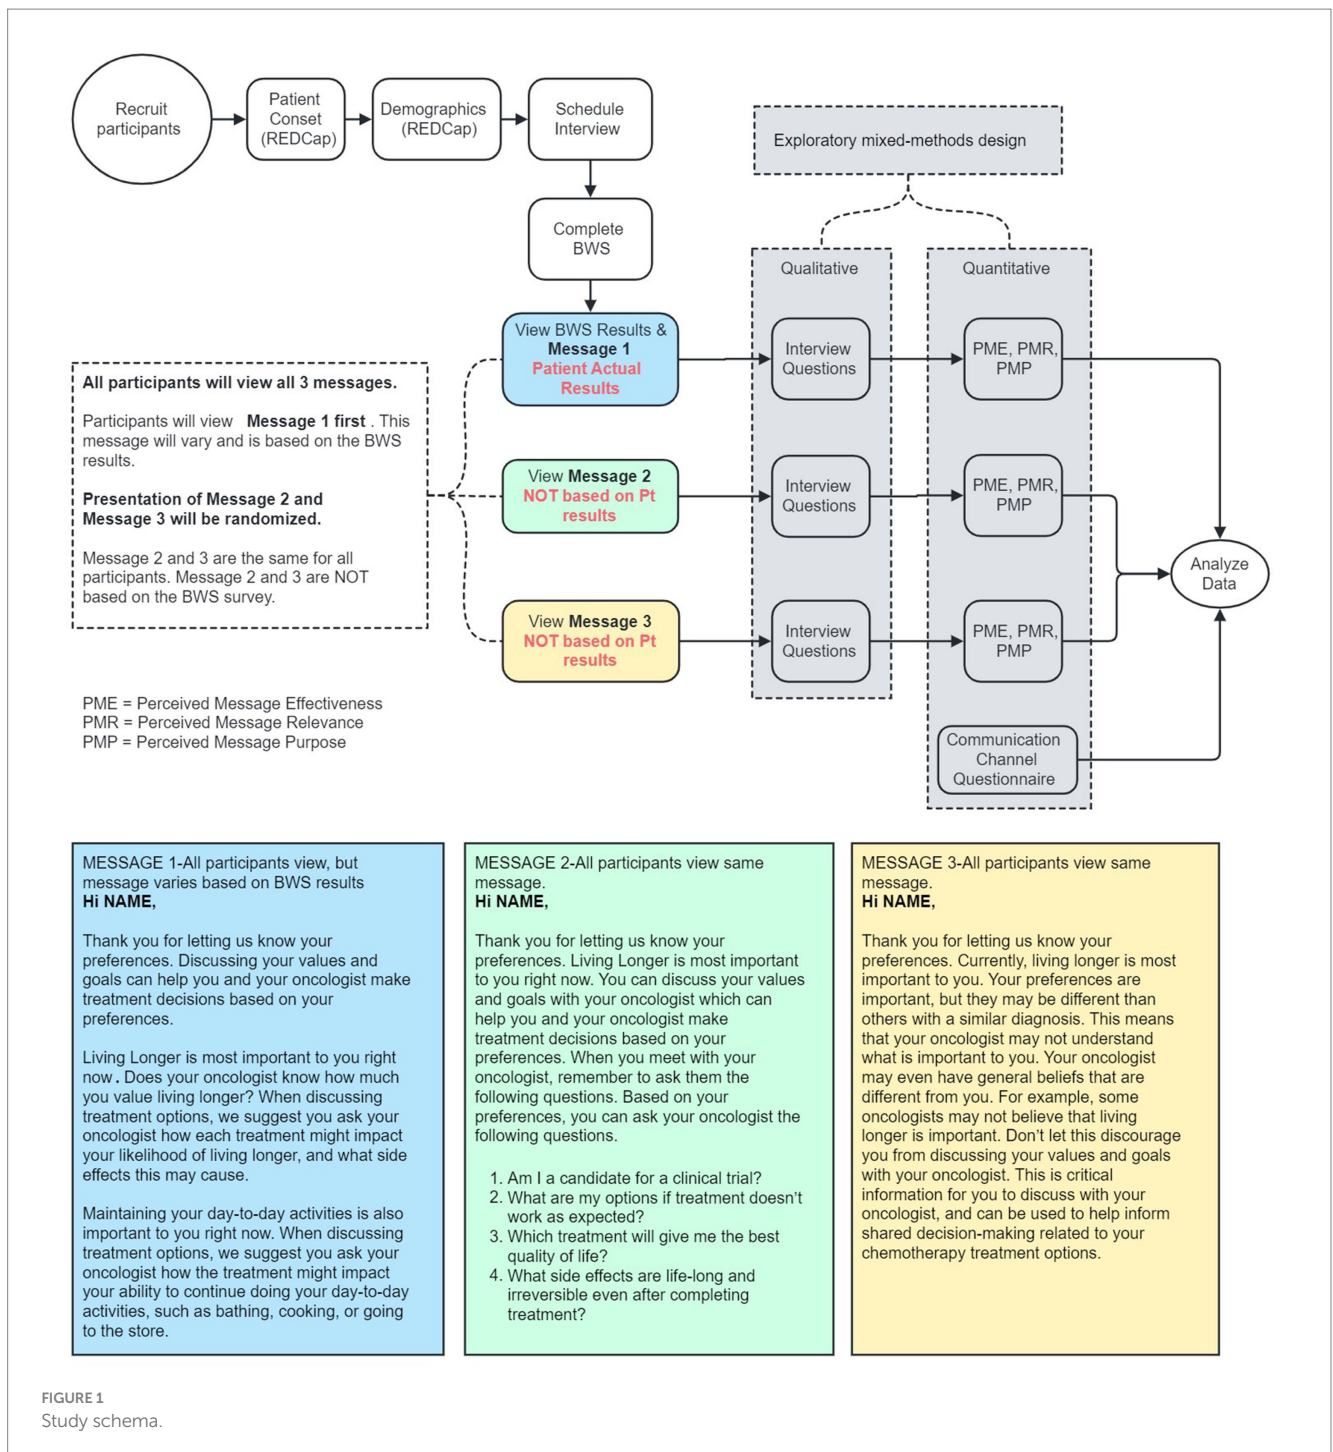 Recruit
participants
Patient
Conset
(REDCap)
Demographics
(REDCap)
Schedule
Interview
Complete
BWS
Exploratory mixed-methods design
Qualitative
Quantitative
View BWS Results &
Message 1
Patient Actual
Results
Interview
Questions
PME, PMR,
PMP
All participants will view all 3 messages.
Participants will view Message 1 first . This
message will vary and is based on the BWS
results.
Presentation of Message 2 and
Message 3 will be randomized.
Message 2 and 3 are the same for all
participants. Message 2 and 3 are NOT
based on the BWS survey.
View Message 2
NOT based on Pt
results
Interview
Questions
PME, PMR,
PMP
Analyze
Data
View Message 3
NOT based on Pt
results
Interview
Questions
PME, PMR,
PMP
PME = Perceived Message Effectiveness
PMR = Perceived Message Relevance
PMP = Perceived Message Purpose
Communication
Channel
Questionnaire
MESSAGE 1-All participants view, but
message varies based on BWS results
Hi NAME,
Thank you for letting us know your
preferences. Discussing your values and
goals can help you and your oncologist make
treatment decisions based on your
preferences.
Living Longer is most important to you right
now. Does your oncologist know how much
you value living longer? When discussing
treatment options, we suggest you ask your
oncologist how each treatment might impact
your likelihood of living longer, and what side
effects this may cause.
Maintaining your day-to-day activities is also
important to you right now. When discussing
treatment options, we suggest you ask your
oncologist how the treatment might impact
your ability to continue doing your day-to-day
activities, such as bathing, cooking, or going
to the store.
MESSAGE 2-All participants view same
message.
Hi NAME,
Thank you for letting us know your
preferences. Living Longer is most important
to you right now. You can discuss your values
and goals with your oncologist which can
help you and your oncologist make
treatment decisions based on your
preferences. When you meet with your
oncologist, remember to ask them the
following questions. Based on your
preferences, you can ask your oncologist the
following questions.
1. Am I a candidate for a clinical trial?
2. What are my options if treatment doesn't
work as expected?
3. Which treatment will give me the best
quality of life?
4. What side effects are life-long and
irreversible even after completing
treatment?
MESSAGE 3-All participants view same
message.
Hi NAME,
Thank you for letting us know your
preferences. Currently, living longer is most
important to you. Your preferences are
important, but they may be different than
others with a similar diagnosis. This means
that your oncologist may not understand
what is important to you. Your oncologist
may even have general beliefs that are
different from you. For example, some
oncologists may not believe that living
longer is important. Don't let this discourage
you from discussing your values and goals
with your oncologist. This is critical
information for you to discuss with your
oncologist, and can be used to help inform
shared decision-making related to your
chemotherapy treatment options.
FIGURE 1
Study schema.